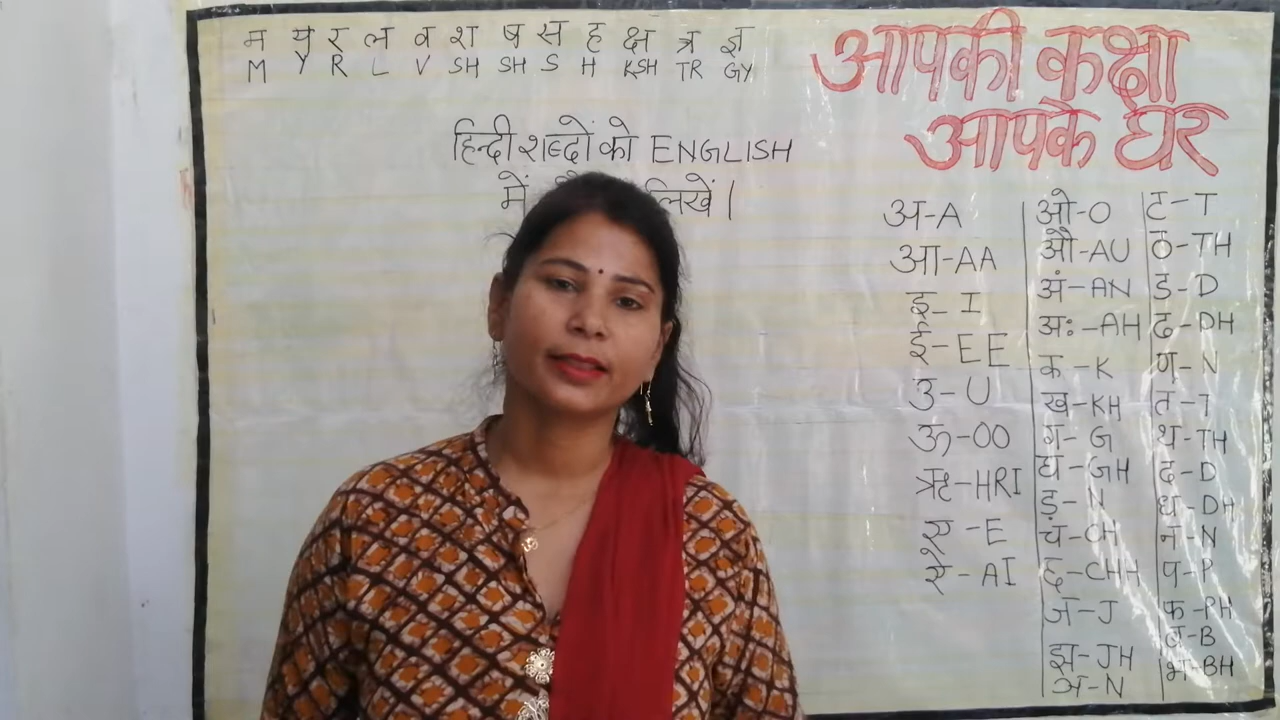 म य र ल व श ष स ह क्ष त्र ज्ञ
M Y R L V SH SH S H KSH TR GY
आपकी कक्षा
आपके घर
हिन्दी शब्दों को ENGLISH
में लिखें।
अ-A
आ-AA
इ-I
ई-EE
उ-U
ऊ-OO
ऋ-HRI
ए-E
ऐ-AI
ओ-O
औ-AU
अं-AN
अः-AH
क-K
ख-KH
ग-G
घ-GH
ड़-N
चं-CH
छ-CHH
ज-J
झ-JH
ञ-N
ट-T
ठ-TH
ड-D
ढ-DH
ण-N
त-T
थ-TH
द-D
ध-DH
न-N
प-P
फ-PH
ब-B
भ-BH